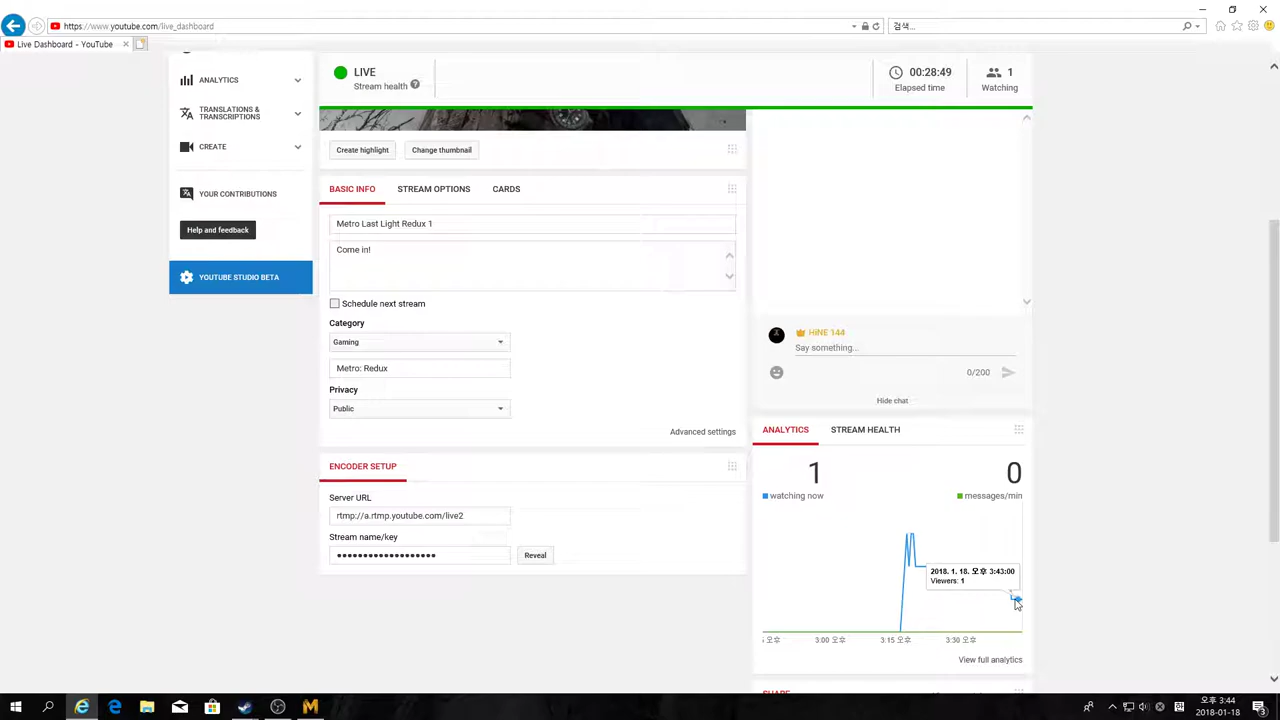 https://www.youtube.com/live_dashboard
검색...
Live Dashboard - YouTube
ANALYTICS
TRANSLATIONS &
TRANSCRIPTIONS
CREATE
YOUR CONTRIBUTIONS
Help and feedback
YOUTUBE STUDIO BETA
LIVE
Stream health
00:28:49
Elapsed time
1
Watching
Create highlight
Change thumbnail
BASIC INFO
STREAM OPTIONS
CARDS
Metro Last Light Redux 1
Come in!
Schedule next stream
Category
Gaming
Metro: Redux
Privacy
Public
Advanced settings
ENCODER SETUP
Server URL
rtmp://a.rtmp.youtube.com/live2
Stream name/key
Reveal
HiNE 144
Say something...
0/200
Hide chat
ANALYTICS
STREAM HEALTH
1
watching now
0
messages/min
2018. 1. 18. 오후 3:43:00
Viewers: 1
오후
3:00 오후
3:15 오후
3:30 오후
View full analytics
SHARE
오후 3:44
2018-01-18